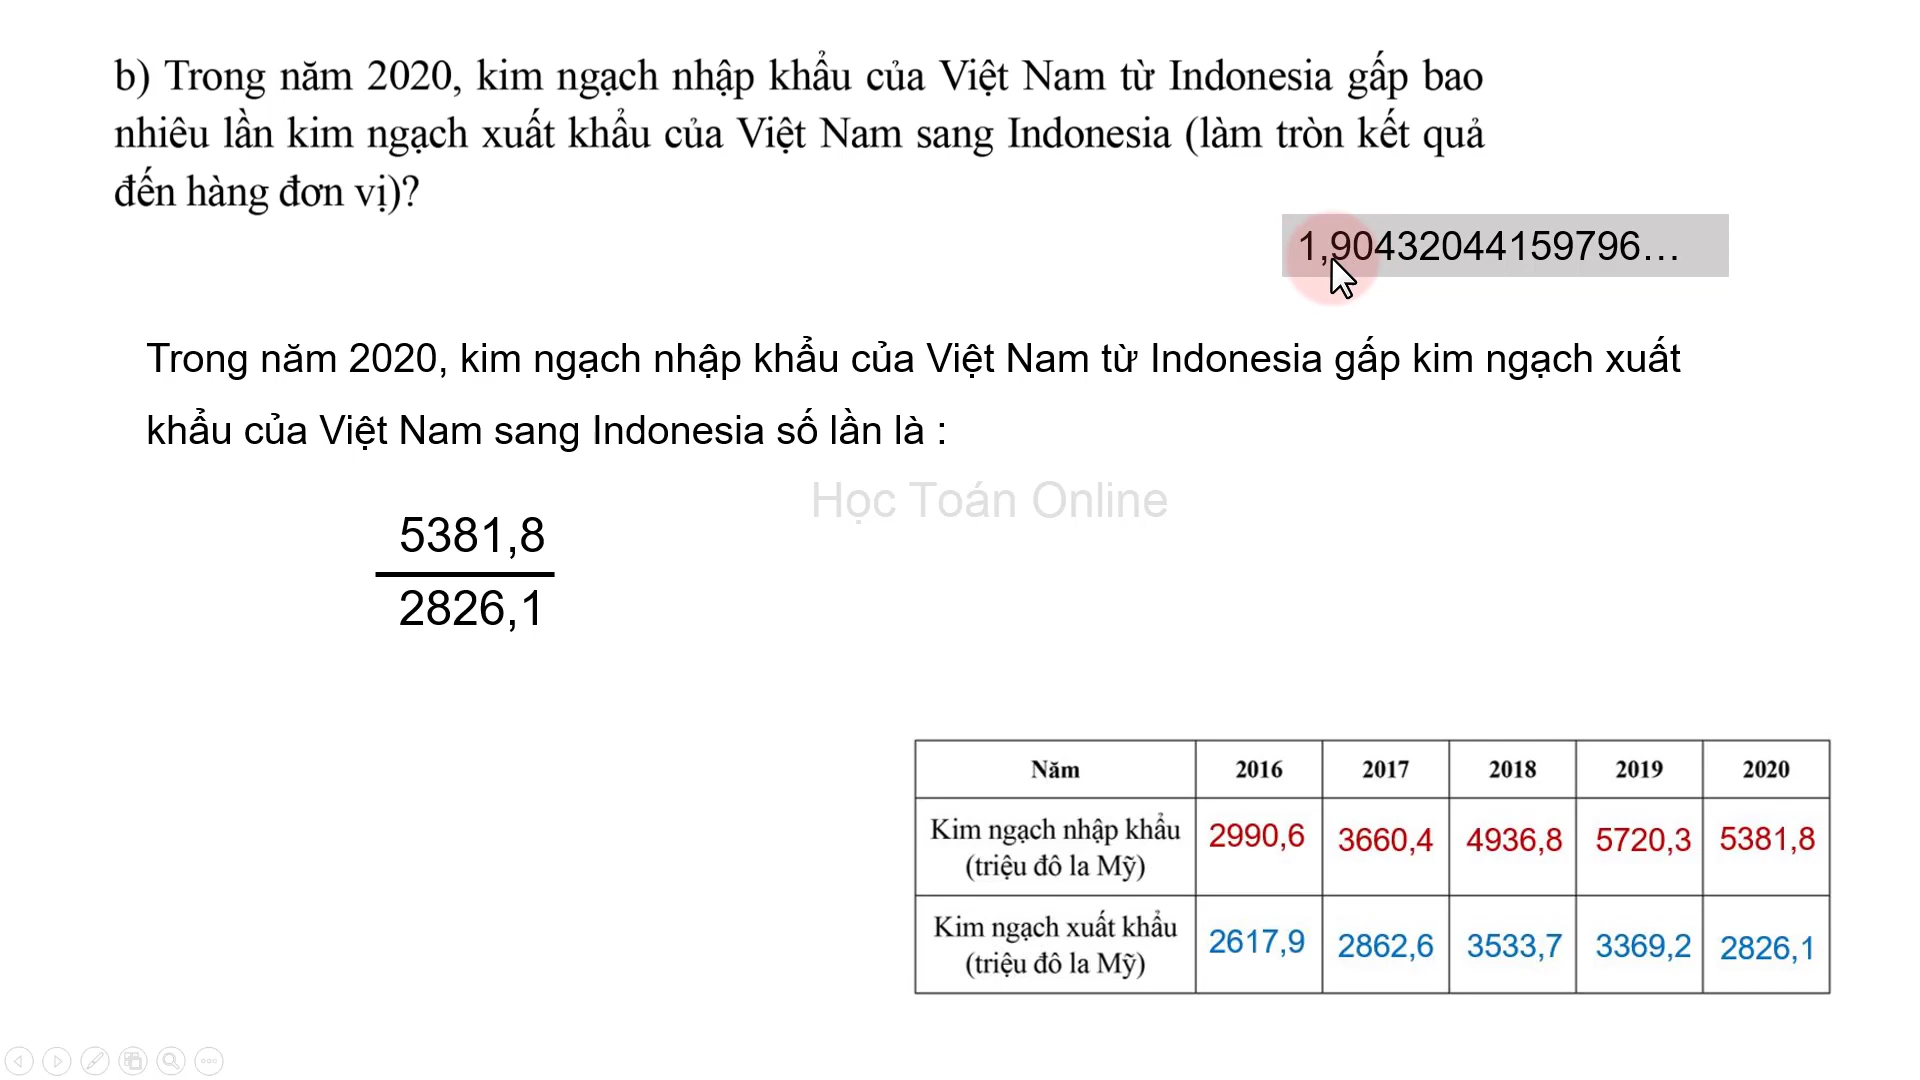 b) Trong năm 2020, kim ngạch nhập khẩu của Việt Nam từ Indonesia gấp bao
nhiêu lần kim ngạch xuất khẩu của Việt Nam sang Indonesia (làm tròn kết quả
đến hàng đơn vị)?
1,90432044159796…
Trong năm 2020, kim ngạch nhập khẩu của Việt Nam từ Indonesia gấp kim ngạch xuất
khẩu của Việt Nam sang Indonesia số lần là :
Học Toán Online
5381,8
2826,1
Năm 2016 2017 2018 2019 2020
Kim ngạch nhập khẩu
(triệu đô la Mỹ)
2990,6 3660,4 4936,8 5720,3 5381,8
Kim ngạch xuất khẩu
(triệu đô la Mỹ)
2617,9 2862,6 3533,7 3369,2 2826,1